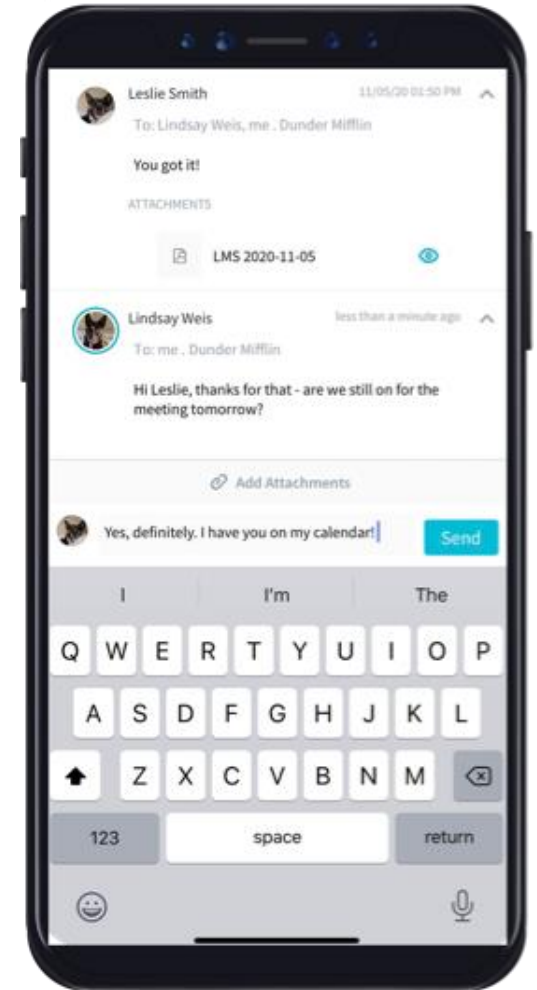 Leslie Smith 11/05/20 01:50 PM
To: Lindsay Weis, me . Dunder Mifflin
You got it!
ATTACHMENTS
LMS 2020-11-05
Lindsay Weis less than a minute ago
To: me . Dunder Mifflin
Hi Leslie, thanks for that - are we still on for the
meeting tomorrow?
Add Attachments
Yes, definitely. I have you on my calendar!
Send
I I'm The
Q W E R T Y U I O P
A S D F G H J K L
Z X C V B N M
123 space return